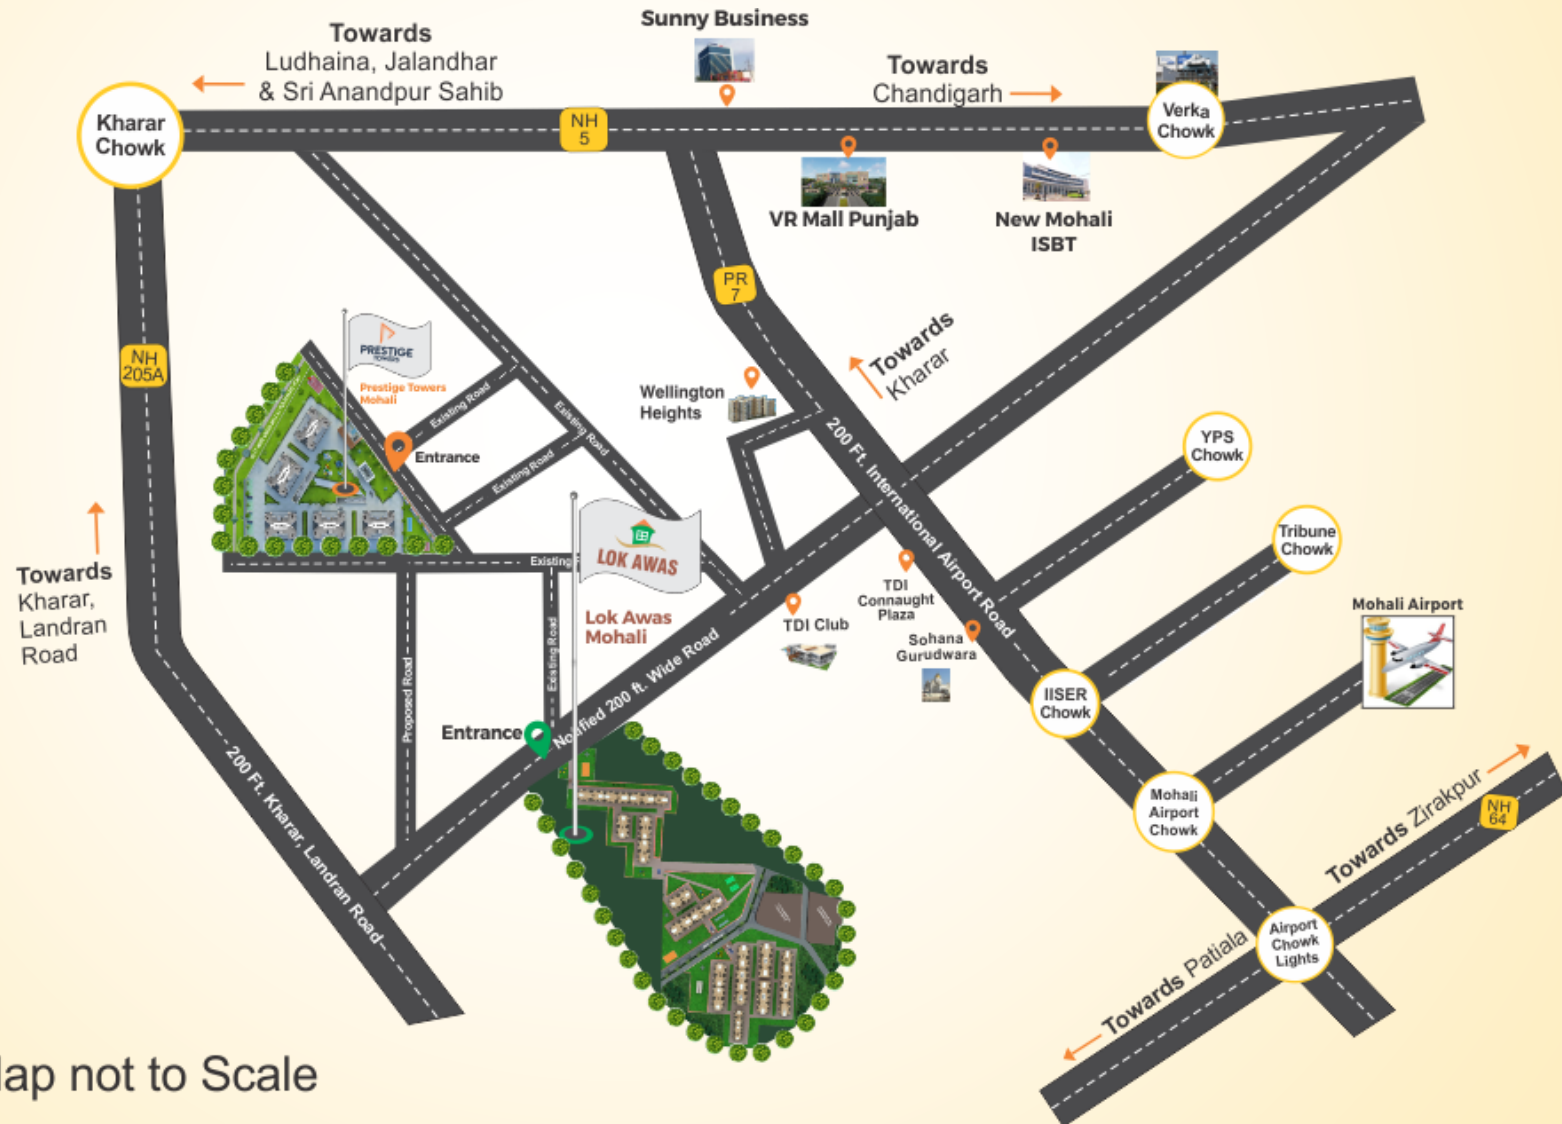 Sunny Business
Towards
Ludhaina, Jalandhar
& Sri Anandpur Sahib
Towards
Chandigarh
Kharar
Chowk
NH
5
Verka
Chowk
VR Mall Punjab
New Mohali
ISBT
PR
7
NH
205A
PRESTIGE
TOWERS
Prestige Towers
Mohali
Entrance
Existing Road
Existing Road
Existing Road
Wellington
Heights
Towards
Kharar
200 Ft. International Airport Road
YPS
Chowk
Tribune
Chowk
Mohali Airport
Towards
Kharar,
Landran
Road
Existing
LOK AWAS
Lok Awas
Mohali
Existing Road
Proposed Road
TDI Club
TDI
Connaught
Plaza
Sohana
Gurudwara
IISER
Chowk
Entrance
Notified 200 ft. Wide Road
200 Ft. Kharar, Landran Road
Mohali
Airport
Chowk
Towards Zirakpur
NH
64
Airport
Chowk
Lights
Towards Patiala
ap not to Scale